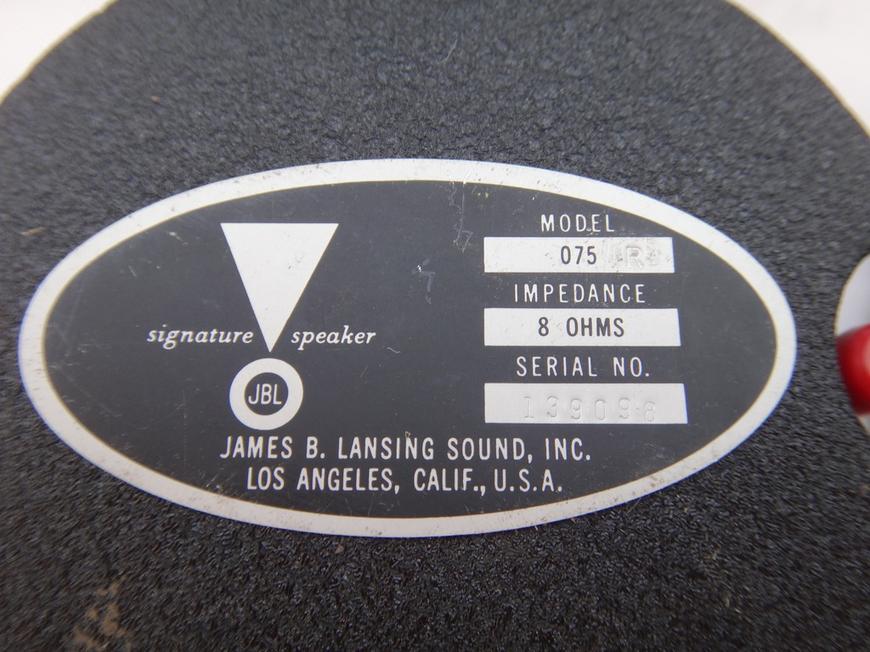 MODEL
075 R
IMPEDANCE
8 OHMS
signature speaker
SERIAL NO.
139098
JBL
JAMES B. LANSING SOUND, INC.
LOS ANGELES, CALIF., U.S.A.